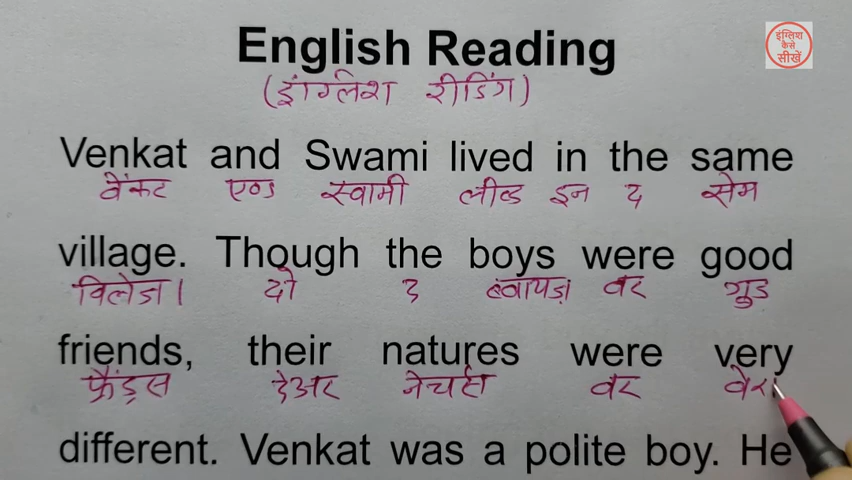 English Reading
इंग्लिश कैसे सीखें
(इंग्लिश रीडिंग)
Venkat and Swami lived in the same
वेंकट एण्ड स्वामी लीव्ड इन द सेम
village. Though the boys were good
विलेज। दो द ब्वायज़ वर गुड
friends, their natures were very
फ्रैंड्स देअर नेचर्स वर वेर
different. Venkat was a polite boy. He